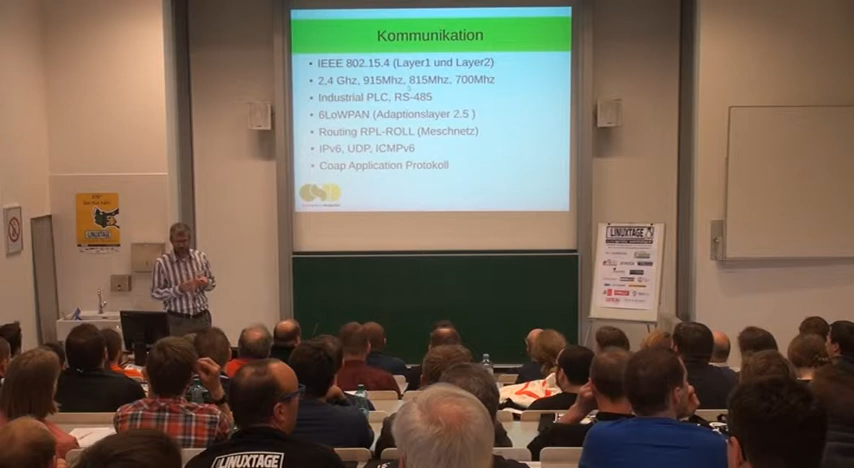 Kommunikation
• IEEE 802.15.4 (Layer1 und Layer2)
• 2,4 Ghz, 915Mhz, 815Mhz, 700Mhz
• Industrial PLC, RS-485
• 6LoWPAN (Adaptionslayer 2.5 )
• Routing RPL-ROLL (Meschnetz)
• IPv6, UDP, ICMPv6
• Coap Application Protokoll
LINUXTAGE
LINUXTAGE
LINUXTAGE